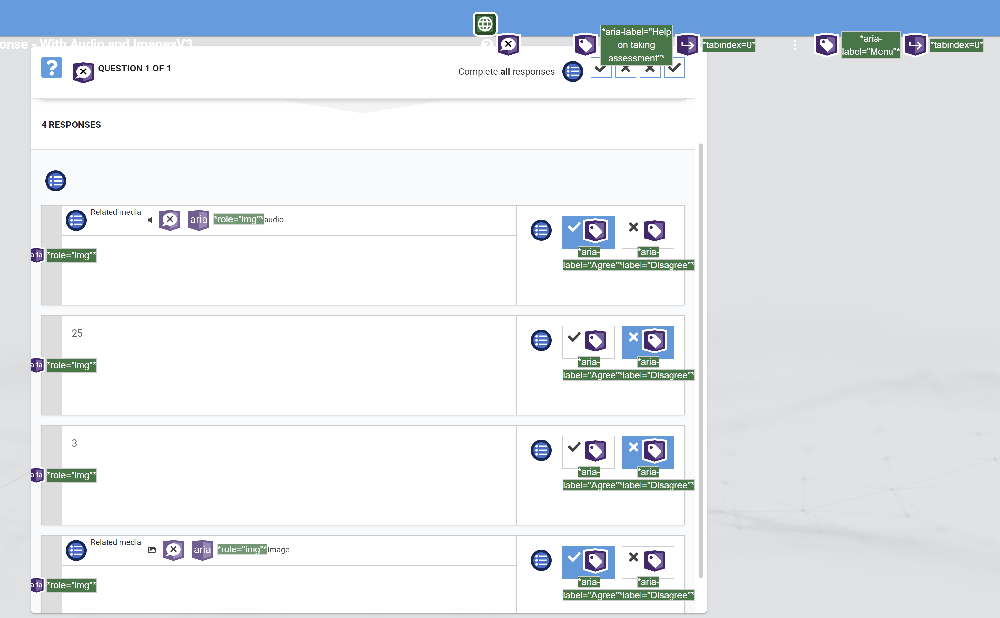 *aria-label="Help
on taking
assessment"*
*tabindex=0*
*aria-
label="Menu"*
*tabindex=0*
onse - With Audio and ImagesV3
QUESTION 1 OF 1
Complete all responses
4 RESPONSES
Related media
aria
*role="img"*audio
aria
*role="img"*
*aria-
label="Agree"*
*aria-
label="Disagree"*
25
aria
*role="img"*
*aria-
label="Agree"*
*aria-
label="Disagree"*
3
aria
*role="img"*
*aria-
label="Agree"*
*aria-
label="Disagree"*
Related media
aria
*role="img"*image
aria
*role="img"*
*aria-
label="Agree"*
*aria-
label="Disagree"*